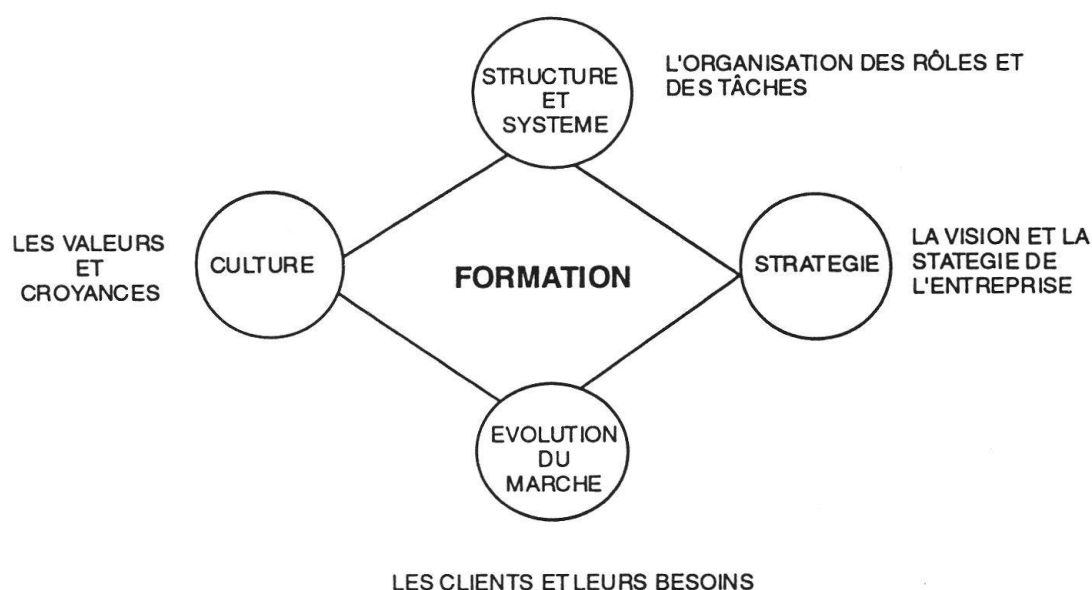 STRUCTURE
ET
SYSTEME
L'ORGANISATION DES RÔLES ET
DES TÂCHES
LES VALEURS
ET
CROYANCES
CULTURE
FORMATION
STRATEGIE
LA VISION ET LA
STATEGIE DE
L'ENTREPRISE
EVOLUTION
DU
MARCHE
LES CLIENTS ET LEURS BESOINS